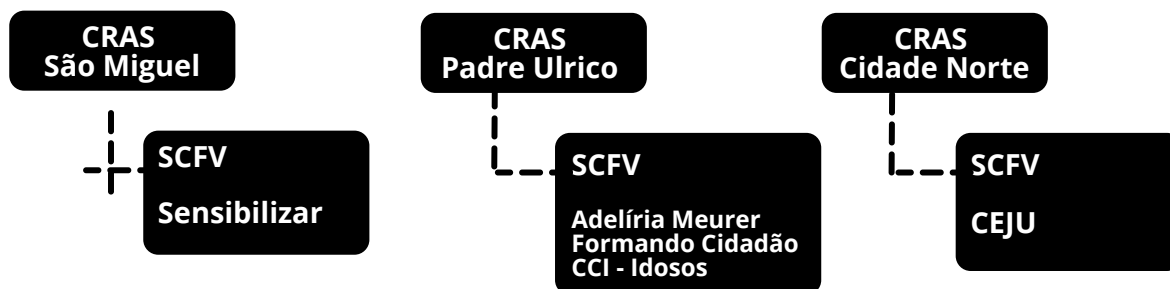 CRAS
São Miguel
SCFV
Sensibilizar
CRAS
Padre Ulrico
SCFV
Adelíria Meurer
Formando Cidadão
CCI - Idosos
CRAS
Cidade Norte
SCFV
CEJU